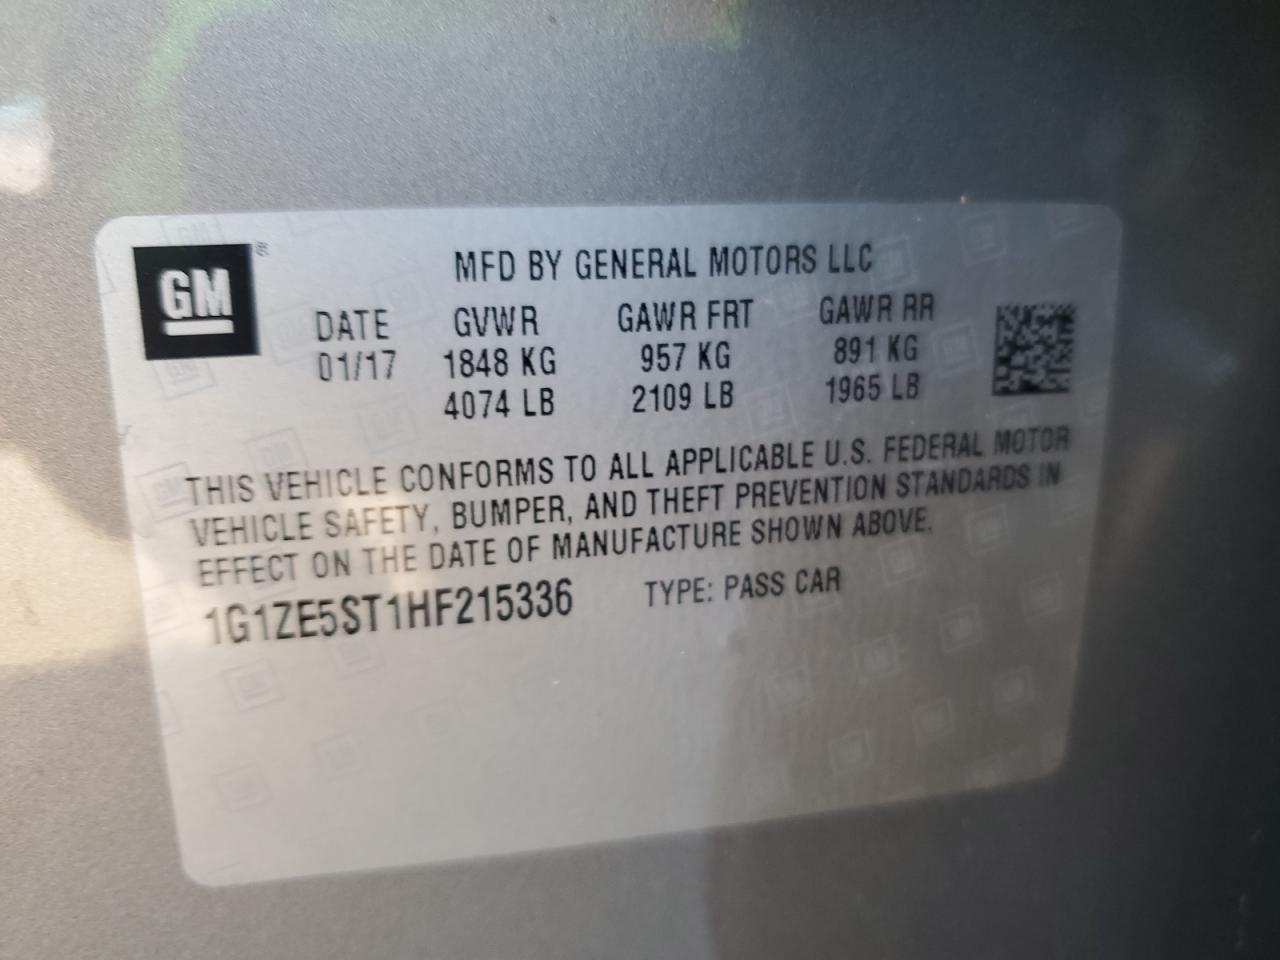 GM
MFD BY GENERAL MOTORS LLC
DATE GVWR GAWR FRT GAWR RR
01/17 1848 KG 957 KG 891 KG
4074 LB 2109 LB 1965 LB
THIS VEHICLE CONFORMS TO ALL APPLICABLE U.S. FEDERAL MOTOR
VEHICLE SAFETY, BUMPER, AND THEFT PREVENTION STANDARDS IN
EFFECT ON THE DATE OF MANUFACTURE SHOWN ABOVE.
1G1ZE5ST1HF215336 TYPE: PASS CAR